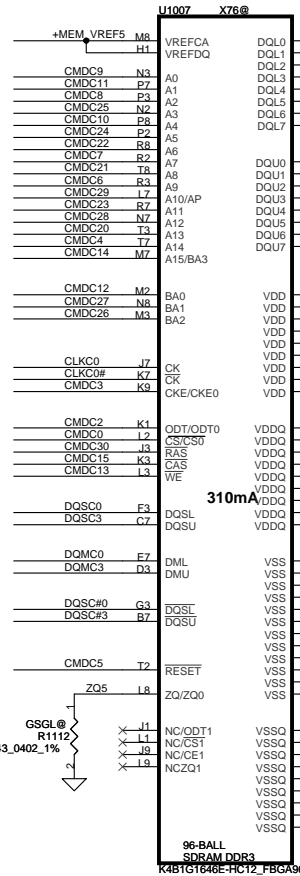 U1007 X76@
+MEM_VREF5 M8 VREFCA DQL0
H1 VREFDQ DQL1
DQL2
CMDC9 N3 A0 DQL3
CMDC11 P7 A1 DQL4
CMDC8 P3 A2 DQL5
CMDC25 N2 A3 DQL6
CMDC10 P8 A4 DQL7
CMDC24 P2 A5
CMDC22 R8 A6
CMDC7 R2 A7 DQU0
CMDC21 T8 A8 DQU1
CMDC6 R3 A9 DQU2
CMDC29 L7 A10/AP DQU3
CMDC23 R7 A11 DQU4
CMDC28 N7 A12 DQU5
CMDC20 T3 A13 DQU6
CMDC4 T7 A14 DQU7
CMDC14 M7 A15/BA3
CMDC12 M2 BA0 VDD
CMDC27 N8 BA1 VDD
CMDC26 M3 BA2 VDD
VDD
VDD
VDD
CLKC0 J7 CK VDD
CLKC0# K7 CK VDD
CMDC3 K9 CKE/CKE0 VDD
CMDC2 K1 ODT/ODT0 VDDQ
CMDC0 L2 CS/CS0 VDDQ
CMDC30 J3 RAS VDDQ
CMDC15 K3 CAS VDDQ
CMDC13 L3 WE VDDQ
VDDQ
310mA VDDQ
DQSC0 F3 DQSL VDDQ
DQSC3 C7 DQSU VDDQ
DQMC0 E7 DML VSS
DQMC3 D3 DMU VSS
VSS
VSS
DQSC#0 G3 DQSL VSS
DQSC#3 B7 DQSU VSS
VSS
VSS
VSS
CMDC5 T2 RESET VSS
VSS
ZQ5 L8 ZQ/ZQ0 VSS
1
GSGL@
R1112
43_0402_1%
2
J1 NC/ODT1 VSSQ
L1 NC/CS1 VSSQ
J9 NC/CE1 VSSQ
L9 NCZQ1 VSSQ
VSSQ
VSSQ
VSSQ
VSSQ
VSSQ
96-BALL
SDRAM DDR3
K4B1G1646E-HC12_FBGA96